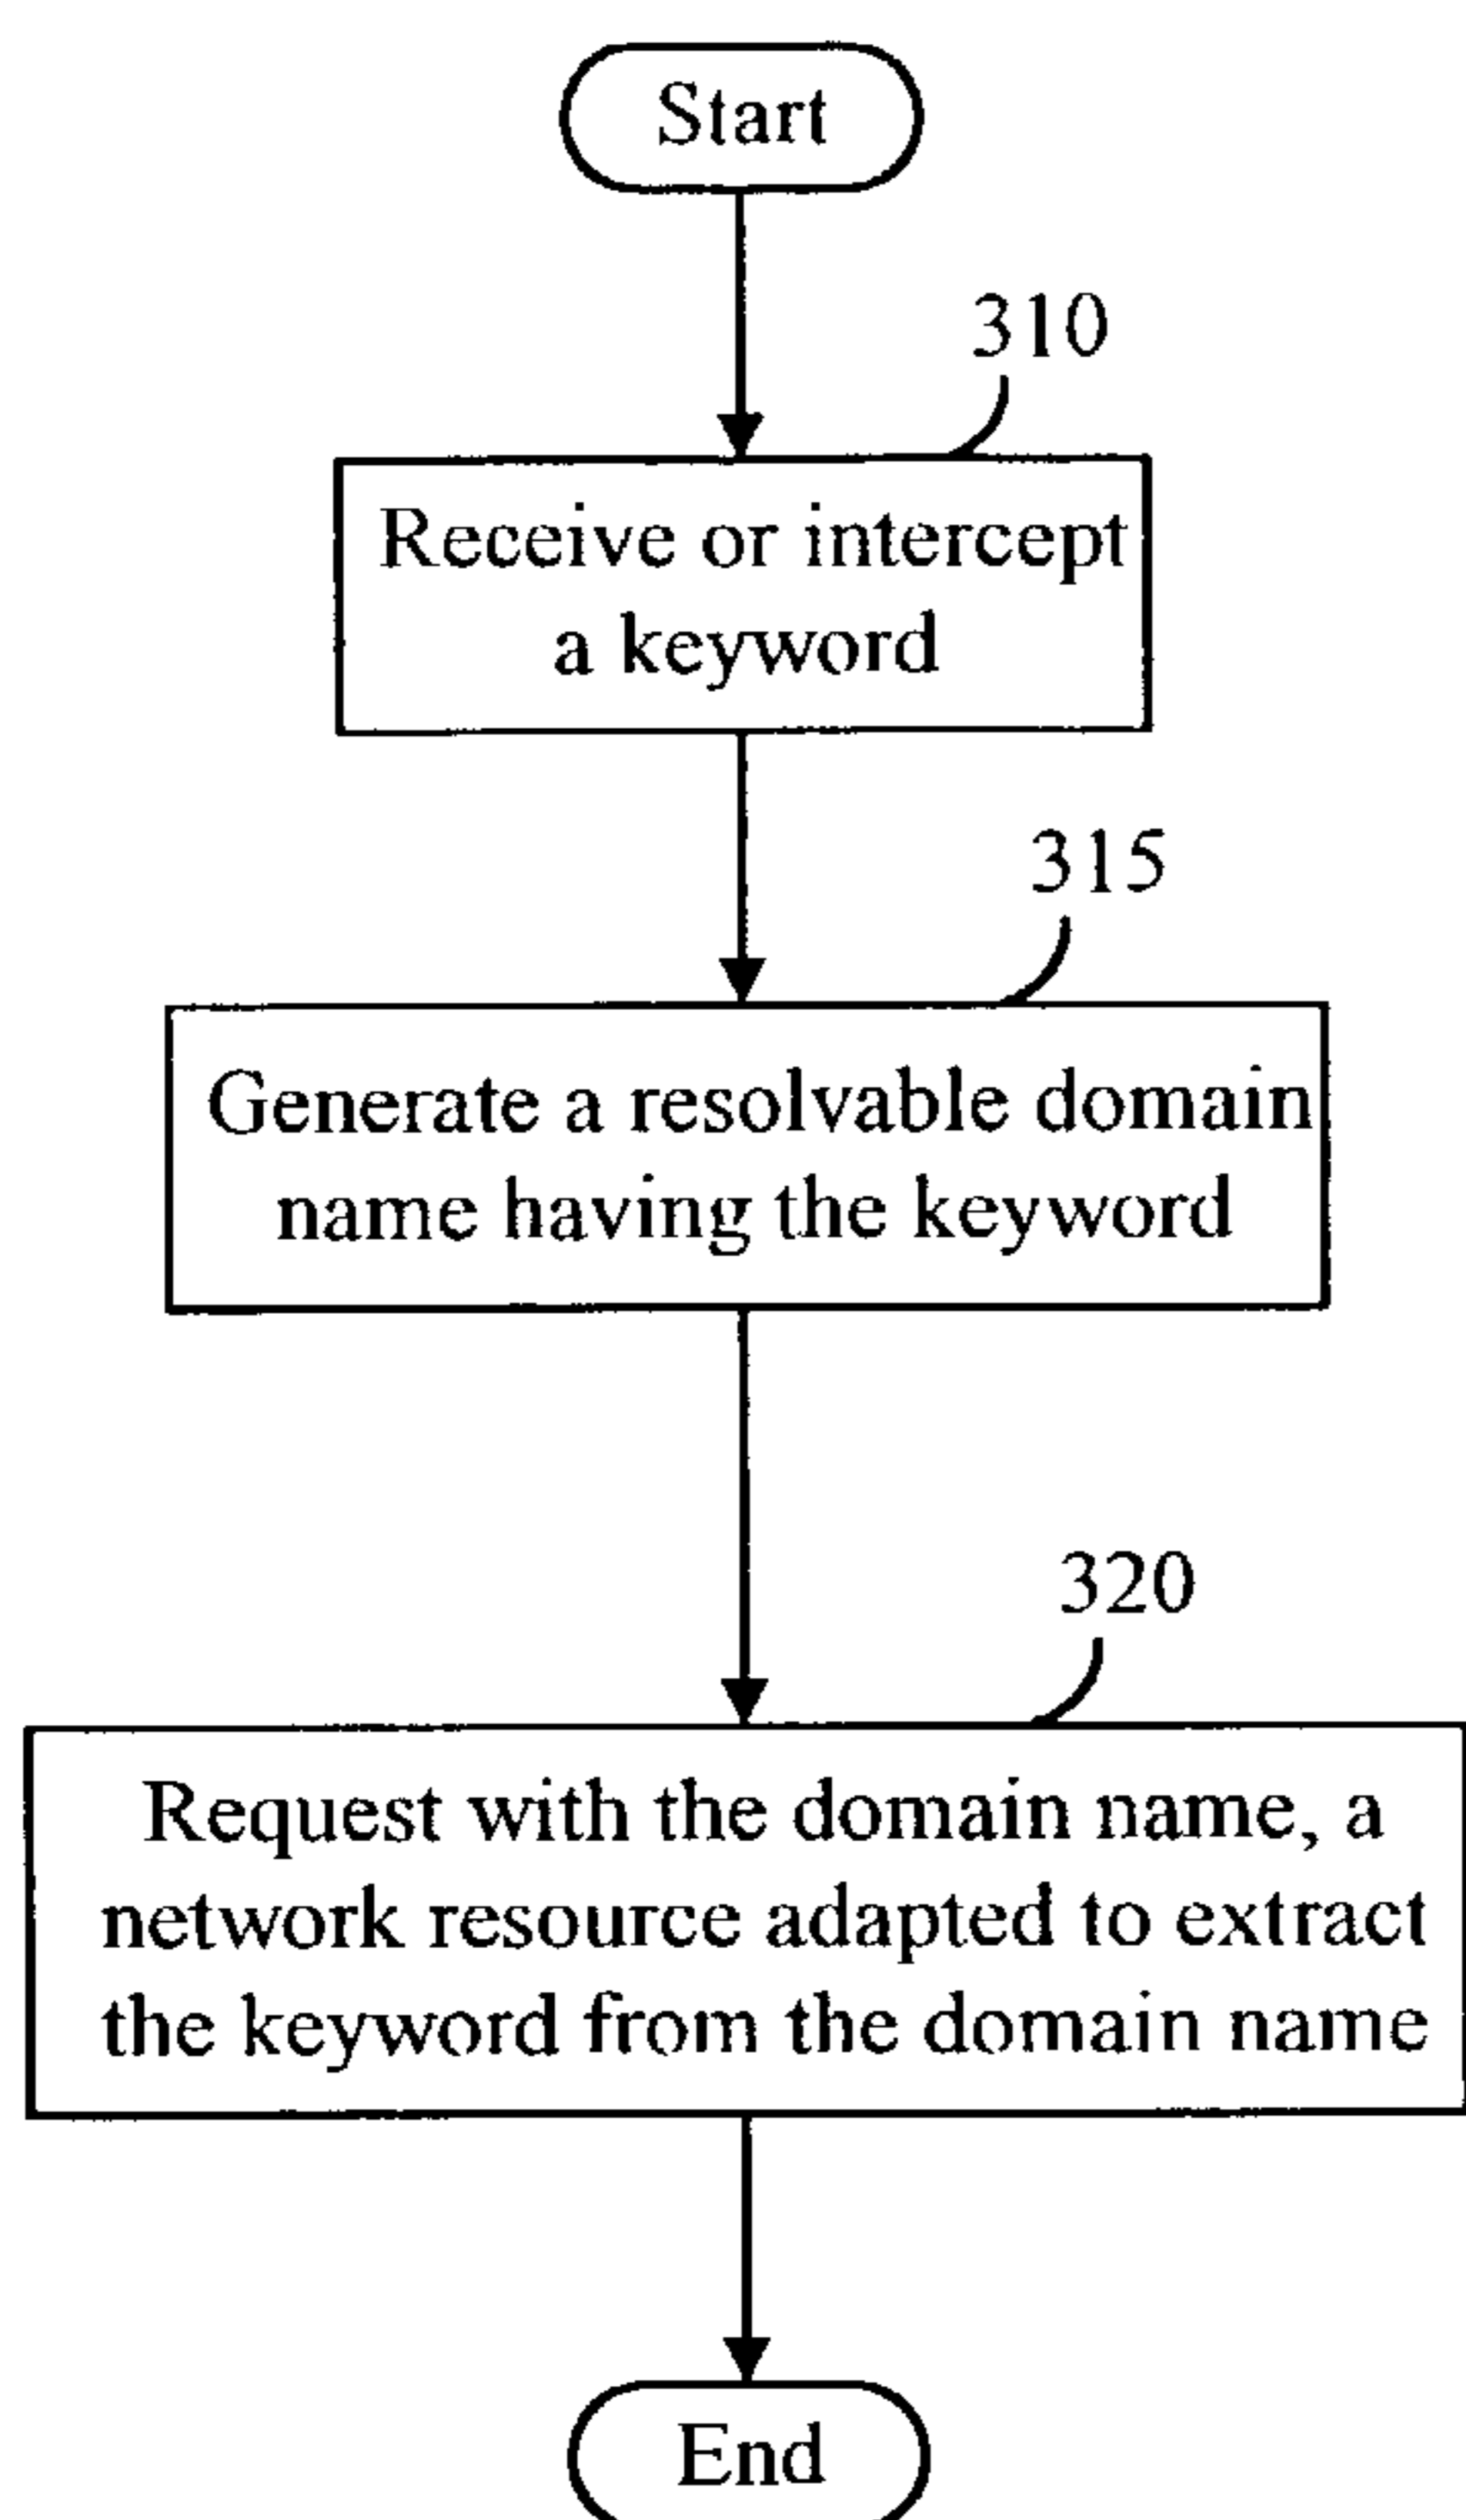 Start
310
Receive or intercept
a keyword
315
Generate a resolvable domain
name having the keyword
320
Request with the domain name, a
network resource adapted to extract
the keyword from the domain name
End